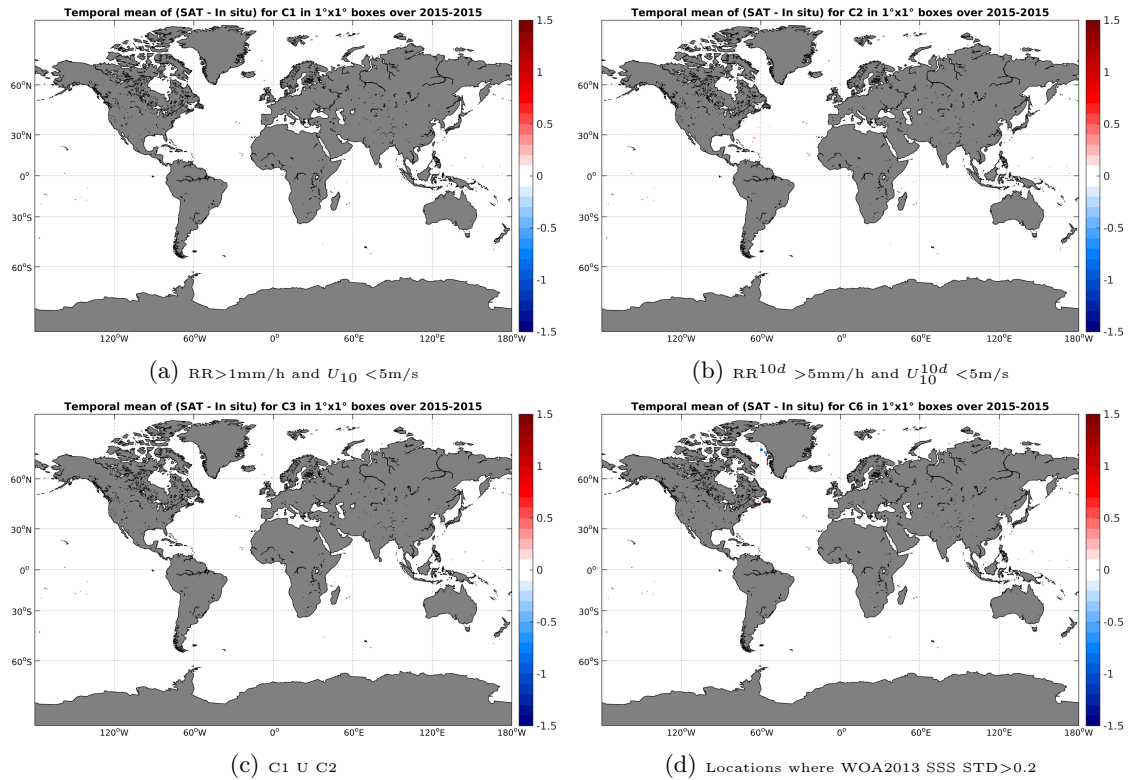 Temporal mean of (SAT - In situ) for C1 in 1°x1° boxes over 2015-2015
Temporal mean of (SAT - In situ) for C2 in 1°x1° boxes over 2015-2015
60°N
30°N
0°
30°S
60°S
120°W 60°W 0° 60°E 120°E 180°W
1.5
1
0.5
0
-0.5
-1
-1.5
60°N
30°N
0°
30°S
60°S
120°W 60°W 0° 60°E 120°E 180°W
1.5
1
0.5
0
-0.5
-1
-1.5
(a) RR>1mm/h and U10 <5m/s
(b) RR^10d >5mm/h and U10^10d <5m/s
Temporal mean of (SAT - In situ) for C3 in 1°x1° boxes over 2015-2015
Temporal mean of (SAT - In situ) for C6 in 1°x1° boxes over 2015-2015
60°N
30°N
0°
30°S
60°S
120°W 60°W 0° 60°E 120°E 180°W
1.5
1
0.5
0
-0.5
-1
-1.5
60°N
30°N
0°
30°S
60°S
120°W 60°W 0° 60°E 120°E 180°W
1.5
1
0.5
0
-0.5
-1
-1.5
(c) C1 U C2
(d) Locations where WOA2013 SSS STD>0.2